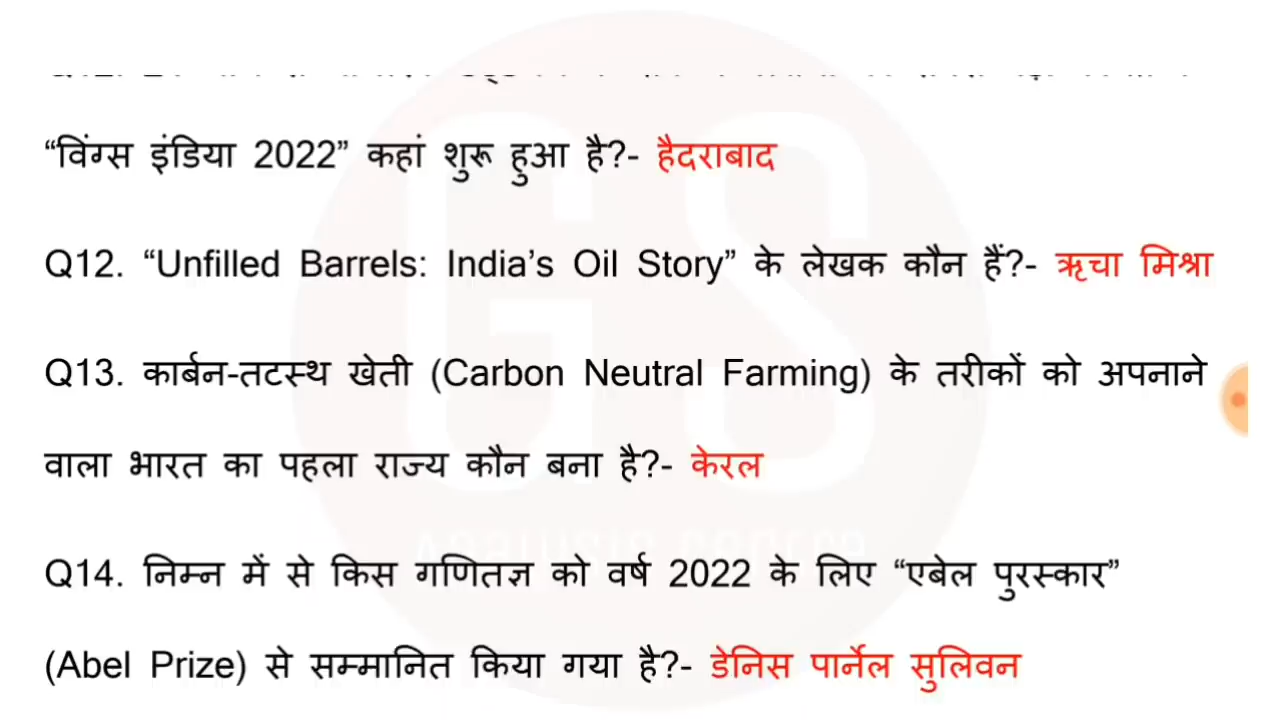 “विंग्स इंडिया 2022” कहां शुरू हुआ है?- हैदराबाद
Q12. “Unfilled Barrels: India’s Oil Story” के लेखक कौन हैं?- ऋचा मिश्रा
Q13. कार्बन-तटस्थ खेती (Carbon Neutral Farming) के तरीकों को अपनाने
वाला भारत का पहला राज्य कौन बना है?- केरल
Q14. निम्न में से किस गणितज्ञ को वर्ष 2022 के लिए “एबेल पुरस्कार”
(Abel Prize) से सम्मानित किया गया है?- डेनिस पार्नेल सुलिवन
GS